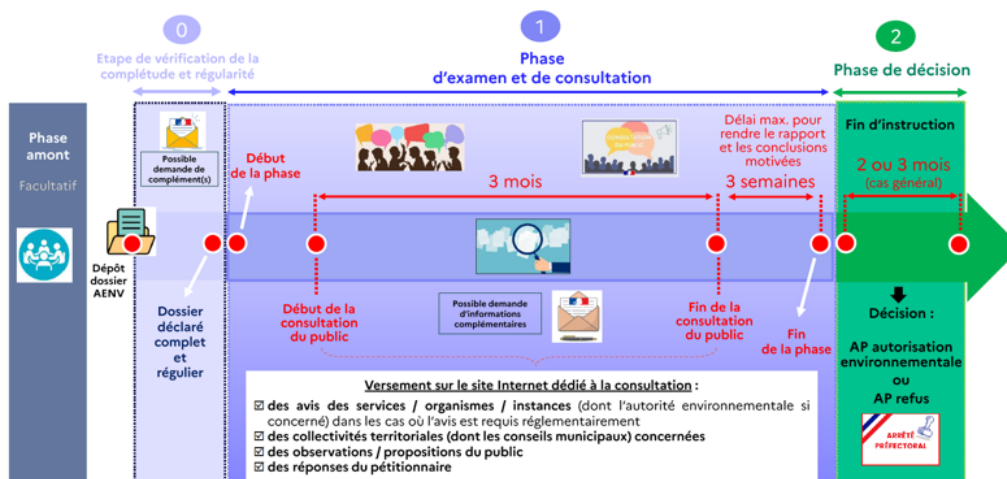 0
Etape de vérification de la
complétude et régularité
1
Phase
d'examen et de consultation
2
Phase de décision
Phase
amont
Facultatif
Possible
demande de
complément(s)
Dépôt
dossier
AENV
Dossier
déclaré
complet
et
régulier
Début
de la phase
CONSULTATION
DU PUBLIC
3 mois
Délai max. pour
rendre le rapport
et les conclusions
motivées
3 semaines
Début de la
consultation
du public
Possible demande
d'informations
complémentaires
Fin de la
consultation
du public
Fin
de la phase
Versement sur le site Internet dédié à la consultation :
☑ des avis des services / organismes / instances (dont l'autorité environnementale si
concerné) dans les cas où l'avis est requis réglementairement
☑ des collectivités territoriales (dont les conseils municipaux) concernées
☑ des observations / propositions du public
☑ des réponses du pétitionnaire
Fin d'instruction
2 ou 3 mois
(cas général)
Décision :
AP autorisation
environnementale
ou
AP refus
ARRÊTÉ
PRÉFECTORAL